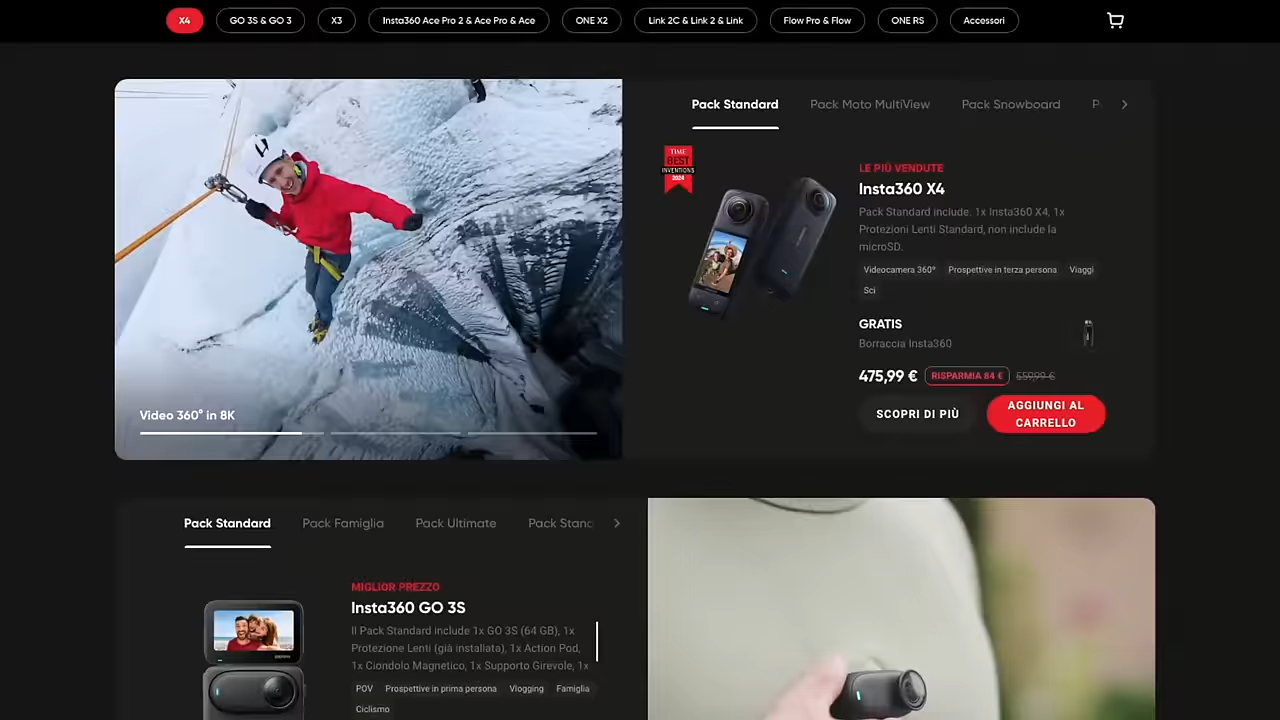 X4
GO 3S & GO 3
X3
Insta360 Ace Pro 2 & Ace Pro & Ace
ONE X2
Link 2C & Link 2 & Link
Flow Pro & Flow
ONE RS
Accessori
Pack Standard
Pack Moto MultiView
Pack Snowboard
TIME
BEST
INVENTIONS
2024
LE PIÙ VENDUTE
Insta360 X4
Pack Standard include. 1x Insta360 X4, 1x
Protezioni Lenti Standard, non include la
microSD.
Videocamera 360° Prospettive in terza persona Viaggi
Sci
GRATIS
Borraccia Insta360
475,99 € RISPARMIA 84 € 559,99 €
SCOPRI DI PIÙ
AGGIUNGI AL
CARRELLO
Video 360° in 8K
Pack Standard
Pack Famiglia
Pack Ultimate
Pack Stand
MIGLIOR PREZZO
Insta360 GO 3S
Il Pack Standard include 1x GO 3S (64 GB), 1x
Protezione Lenti (già installata), 1x Action Pod,
1x Ciondolo Magnetico, 1x Supporto Girevole, 1x
POV Prospettive in prima persona Vlogging Famiglia
Ciclismo